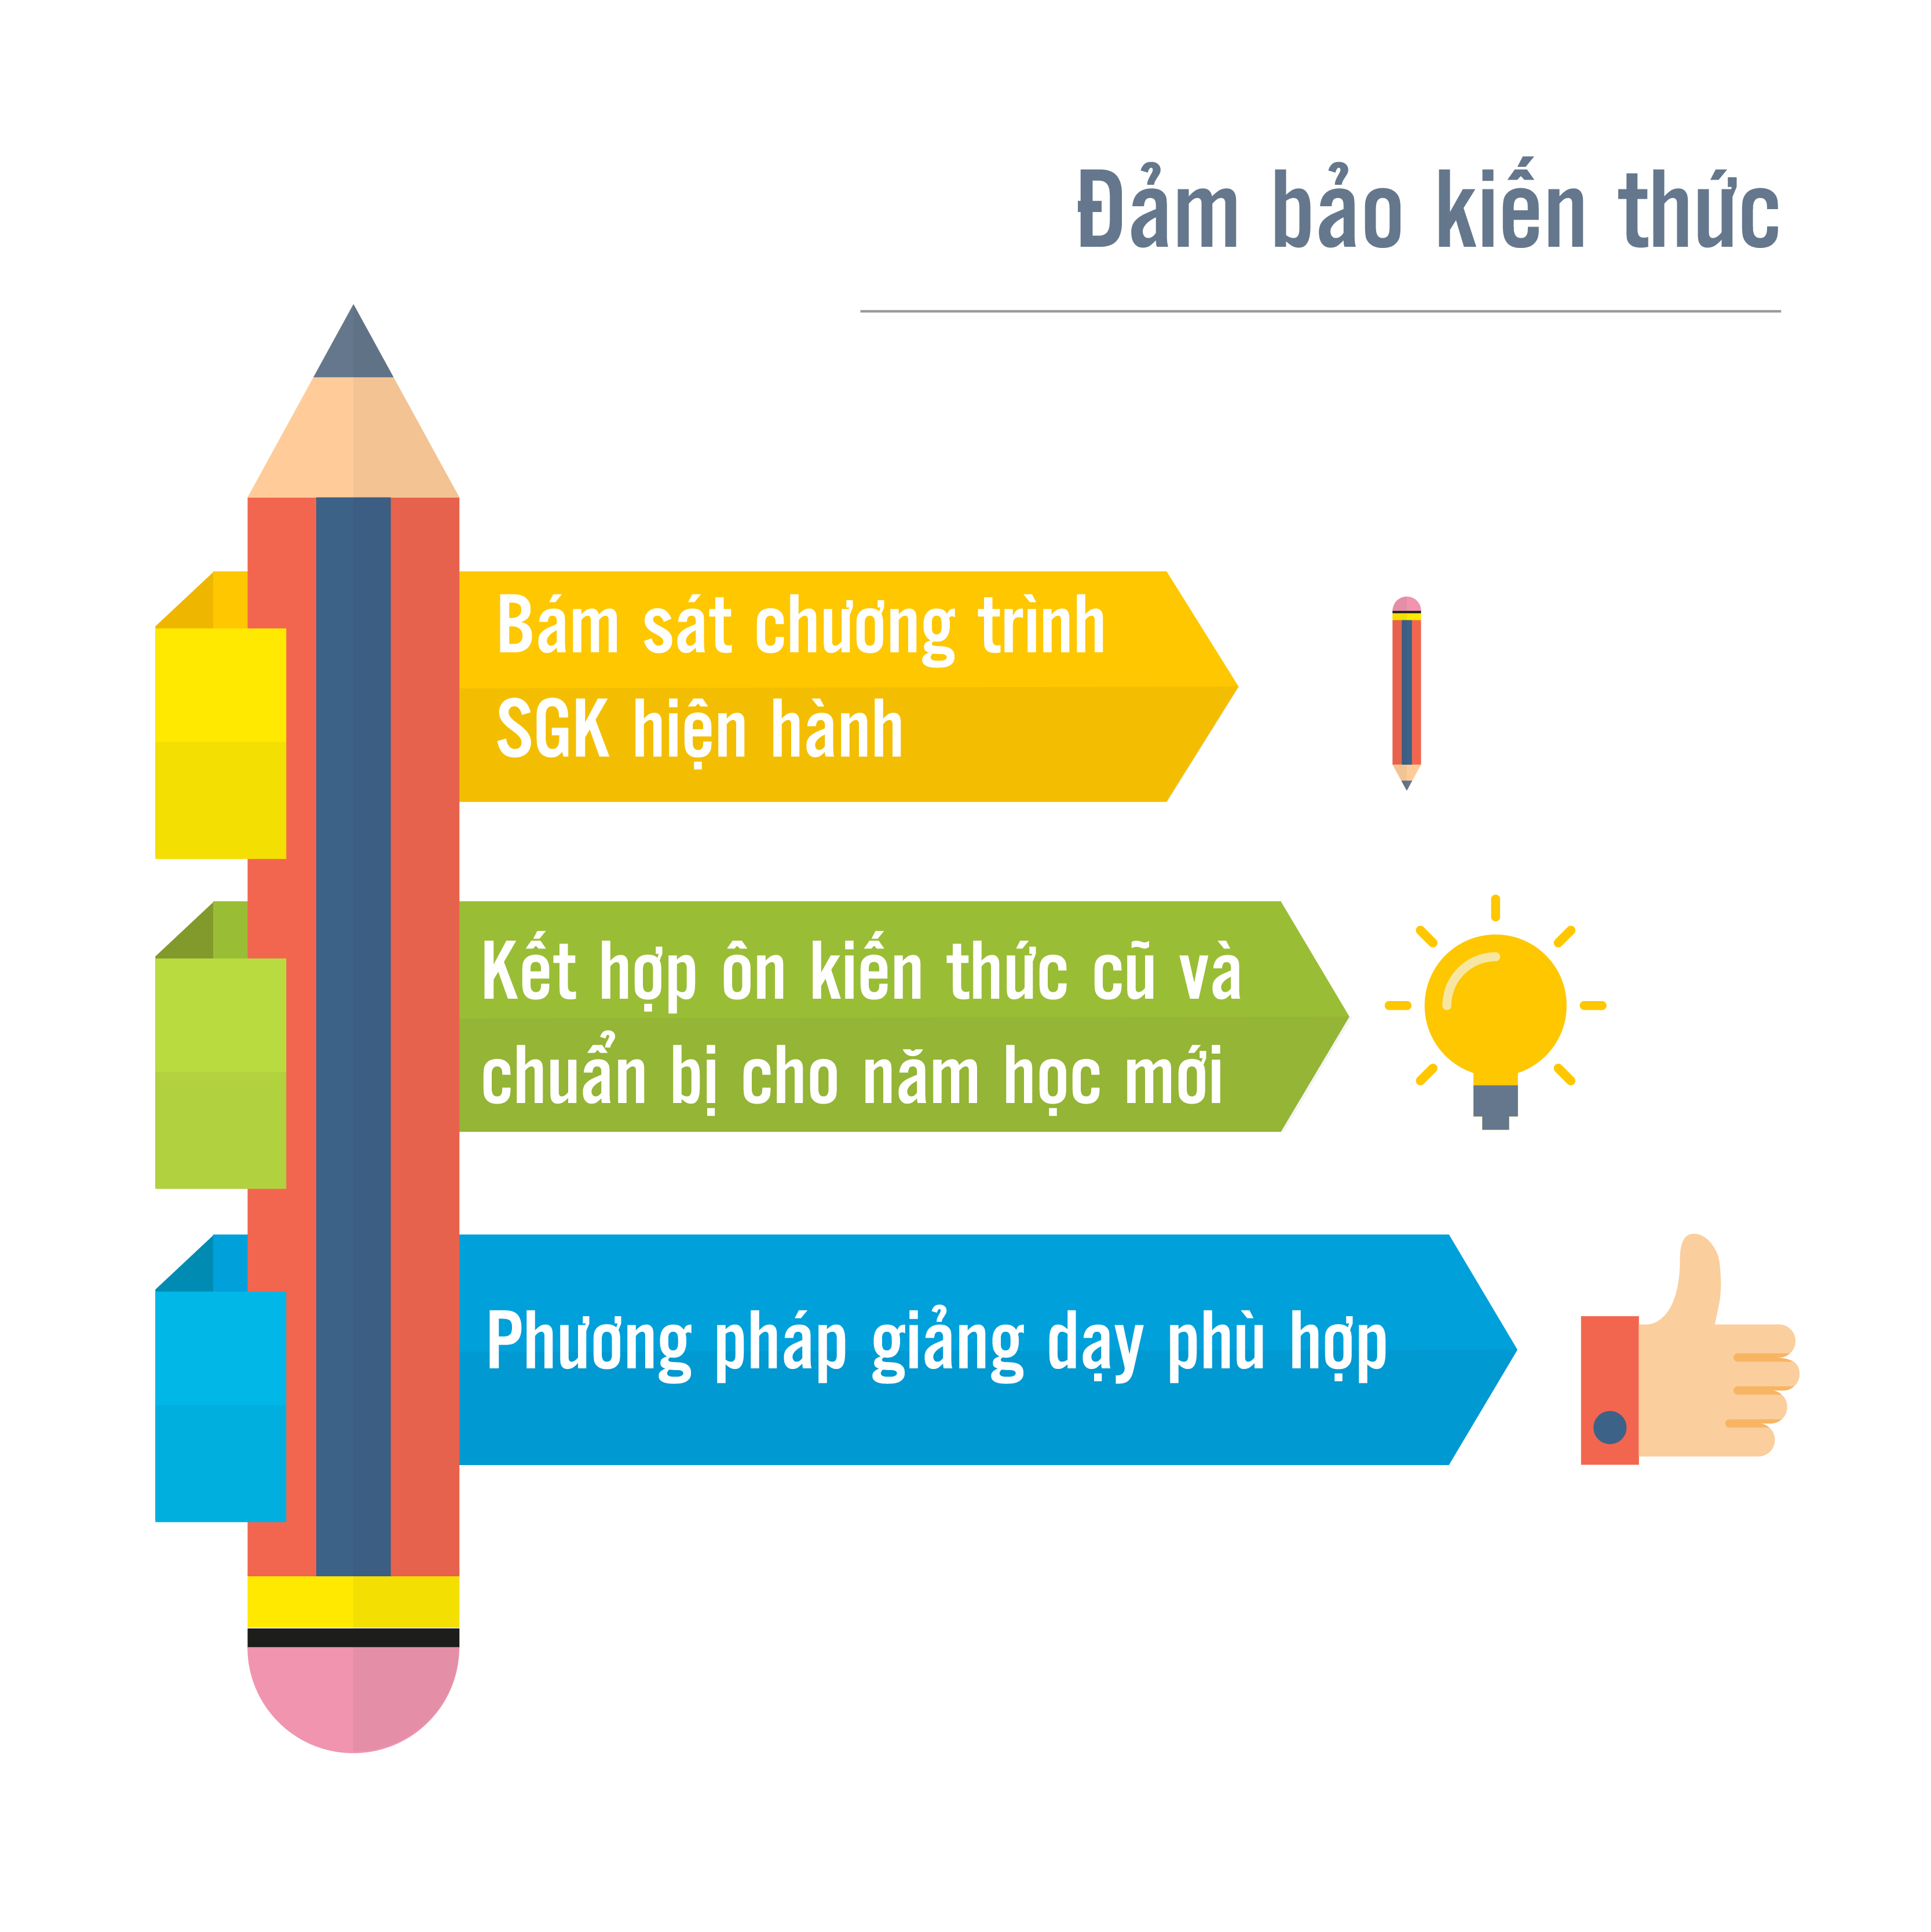 Đảm bảo kiến thức
Bám sát chương trình
SGK hiện hành
Kết hợp ôn kiến thức cũ và
chuẩn bị cho năm học mới
Phương pháp giảng dạy phù hợp